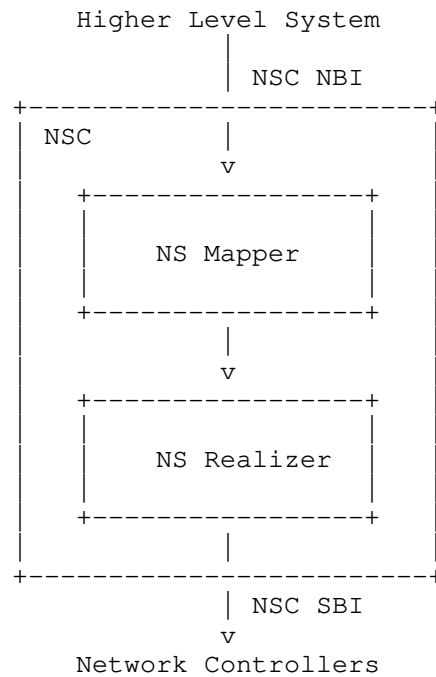 Higher Level System
NSC NBI
NSC
NS Mapper
NS Realizer
NSC SBI
v
Network Controllers